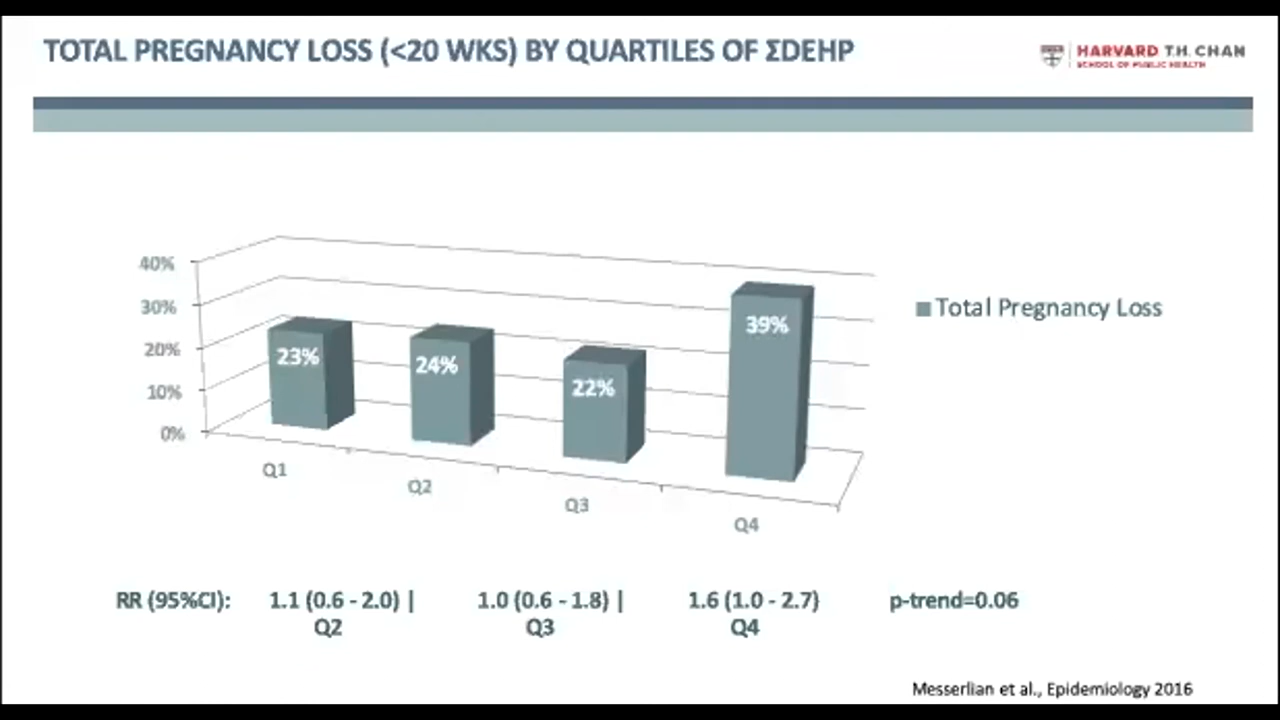 TOTAL PREGNANCY LOSS (<20 WKS) BY QUARTILES OF ΣDEHP
HARVARD T.H. CHAN
SCHOOL OF PUBLIC HEALTH
40%
30%
20%
10%
0%
23%
24%
22%
39%
Q1
Q2
Q3
Q4
Total Pregnancy Loss
RR (95%CI): 1.1 (0.6 - 2.0) | 1.0 (0.6 - 1.8) | 1.6 (1.0 - 2.7) p-trend=0.06
Q2 Q3 Q4
Messerlian et al., Epidemiology 2016